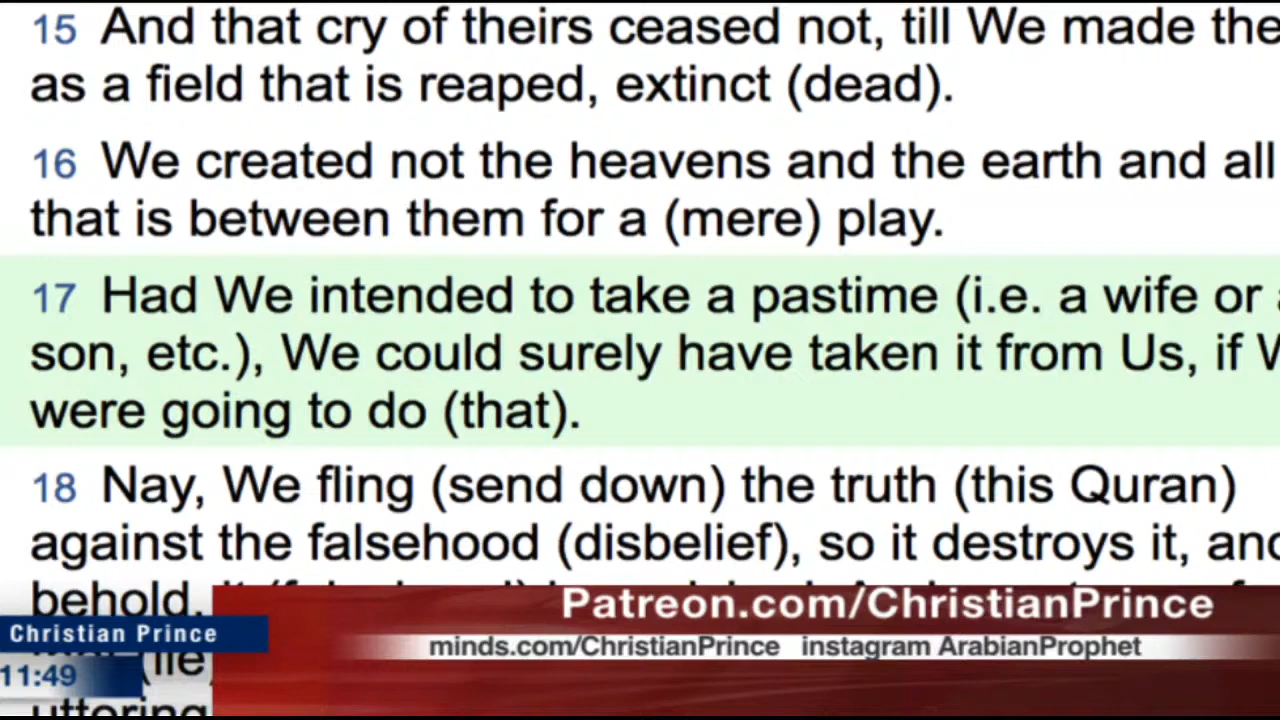 15 And that cry of theirs ceased not, till We made
as a field that is reaped, extinct (dead).
16 We created not the heavens and the earth and all
that is between them for a (mere) play.
17 Had We intended to take a pastime (i.e. a wife or
son, etc.), We could surely have taken it from Us, if
were going to do (that).
18 Nay, We fling (send down) the truth (this Quran)
against the falsehood (disbelief), so it destroys it, and
behold,
uttering
Patreon.com/ChristianPrince
Christian Prince
minds.com/ChristianPrince instagram ArabianProphet
11:49